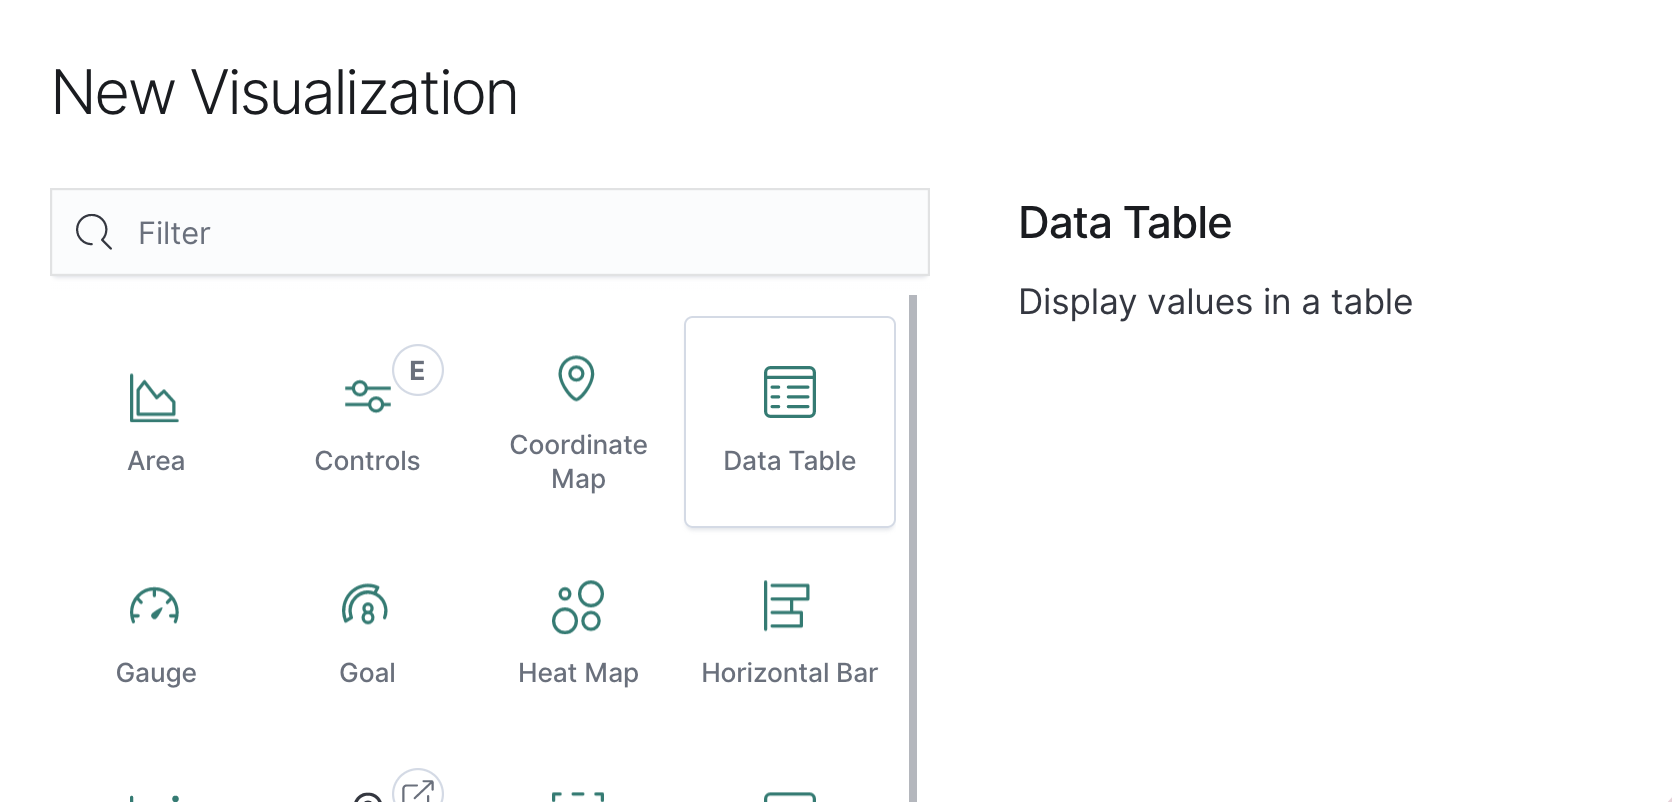 New Visualization
Filter
Data Table
Display values in a table
E
Area
Controls
Coordinate
Map
Data Table
8
Gauge
Goal
Heat Map
Horizontal Bar